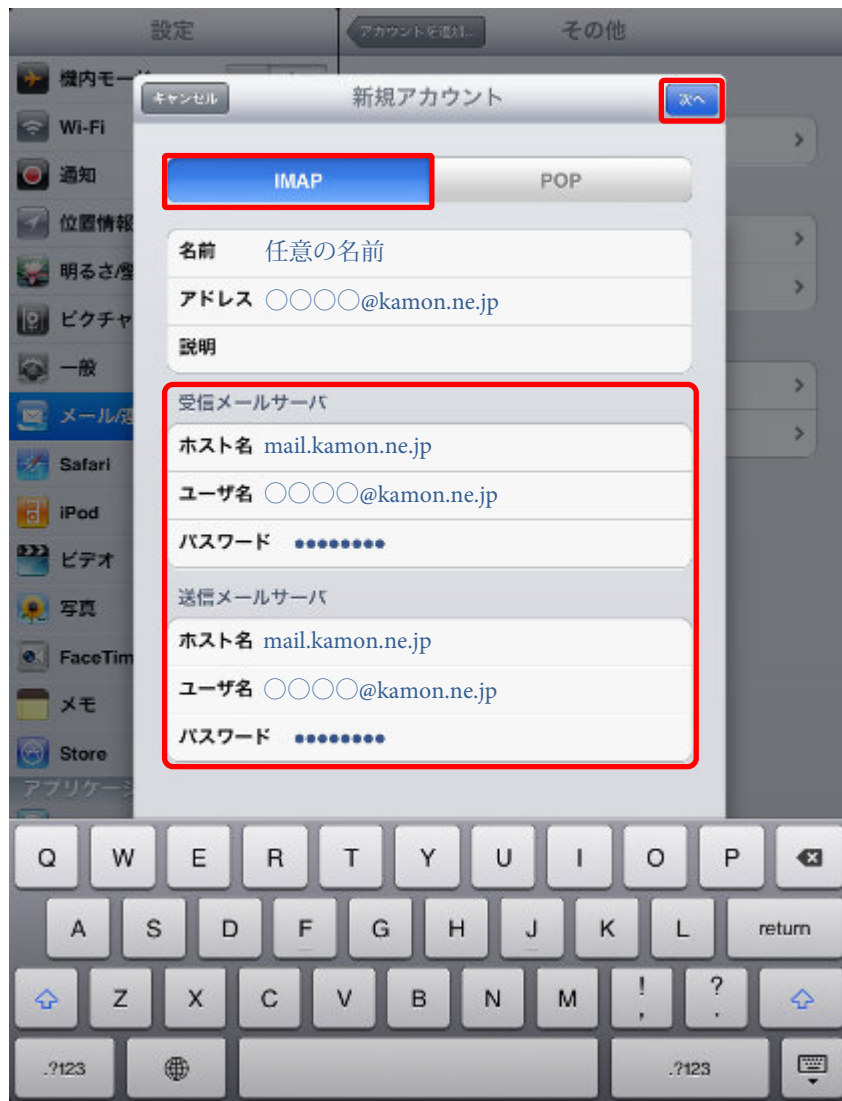 設定
アカウントを追加...
その他
機内モー
キャンセル
新規アカウント
次へ
Wi-Fi
通知
IMAP
POP
位置情報
名前 任意の名前
明るさ/壁
アドレス 〇〇〇〇@kamon.ne.jp
ピクチャ
説明
一般
受信メールサーバ
メール/連
ホスト名 mail.kamon.ne.jp
Safari
ユーザ名 〇〇〇〇@kamon.ne.jp
iPod
パスワード ●●●●●●●●
ビデオ
送信メールサーバ
写真
ホスト名 mail.kamon.ne.jp
FaceTim
ユーザ名 〇〇〇〇@kamon.ne.jp
メモ
パスワード ●●●●●●●●
Store
アプリケーシ
Q W E R T Y U I O P
A S D F G H J K L return
Z X C V B N M ! , ? .
.?123 .?123